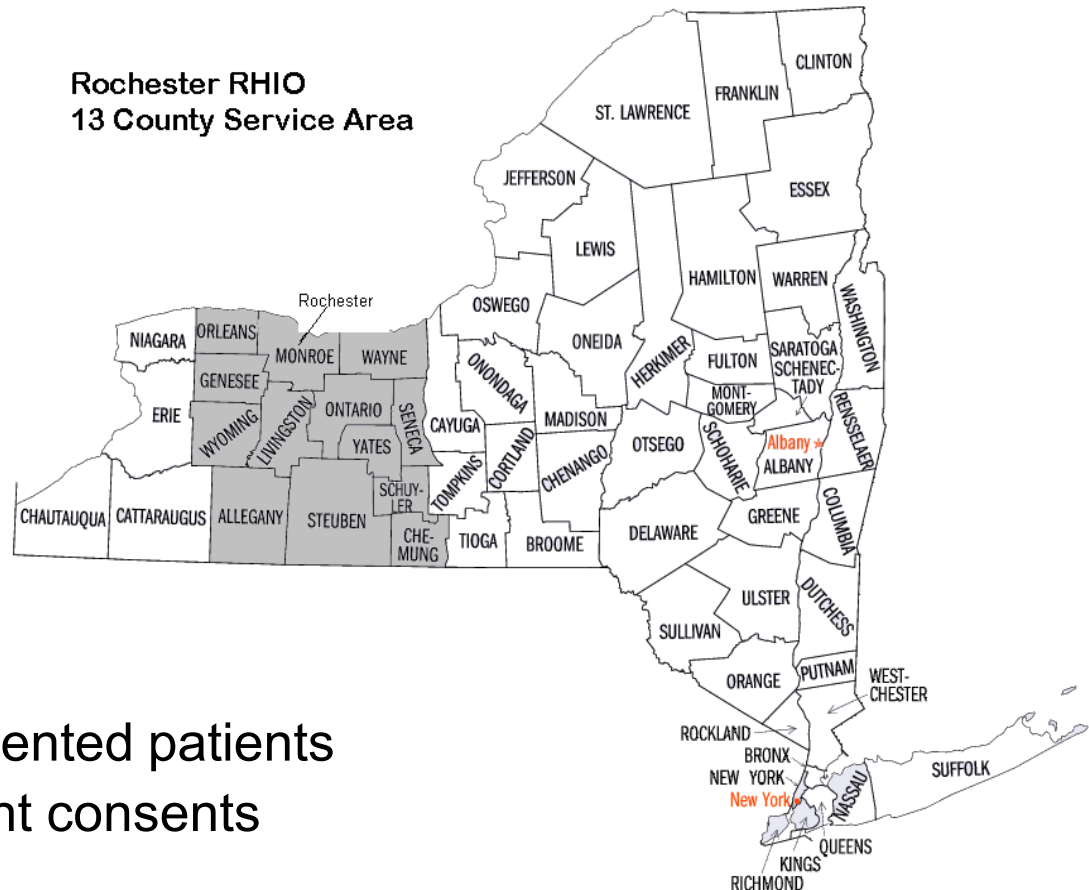 Rochester RHIO
13 County Service Area
CLINTON
FRANKLIN
ST. LAWRENCE
JEFFERSON
ESSEX
LEWIS
HAMILTON
WARREN
WASHINGTON
OSWEGO
Rochester
NIAGARA
ORLEANS
MONROE
WAYNE
ONEIDA
HERKIMER
FULTON
SARATOGA
SCHENEC-
TADY
GENESEE
ONONDAGA
MONT-
GOMERY
RENSSELAER
ERIE
WYOMING
LIVINGSTON
ONTARIO
SENECA
YATES
CAYUGA
MADISON
OTSEGO
SCHOHARIE
Albany
ALBANY
TOMPKINS
CORTLAND
CHENANGO
CHAUTAUQUA
CATTARAUGUS
ALLEGANY
STEUBEN
SCHUY-
LER
CHE-
MUNG
TIOGA
BROOME
DELAWARE
GREENE
COLUMBIA
ULSTER
DUTCHESS
SULLIVAN
ORANGE
PUTNAM
WEST-
CHESTER
ROCKLAND
ented patients
nt consents
BRONX
NEW YORK
New York
NASSAU
SUFFOLK
QUEENS
KINGS
RICHMOND